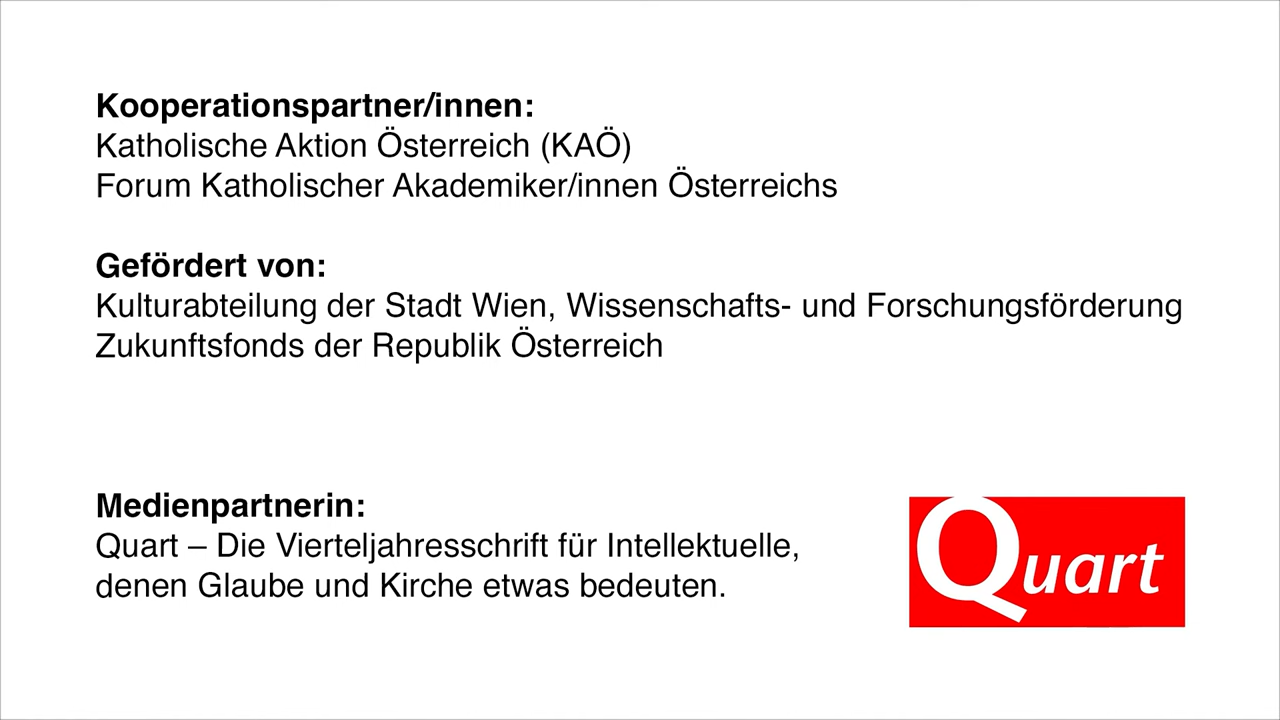 Kooperationspartner/innen:
Katholische Aktion Österreich (KAÖ)
Forum Katholischer Akademiker/innen Österreichs
Gefördert von:
Kulturabteilung der Stadt Wien, Wissenschafts- und Forschungsförderung
Zukunftsfonds der Republik Österreich
Medienpartnerin:
Quart – Die Vierteljahresschrift für Intellektuelle,
denen Glaube und Kirche etwas bedeuten.
Quart